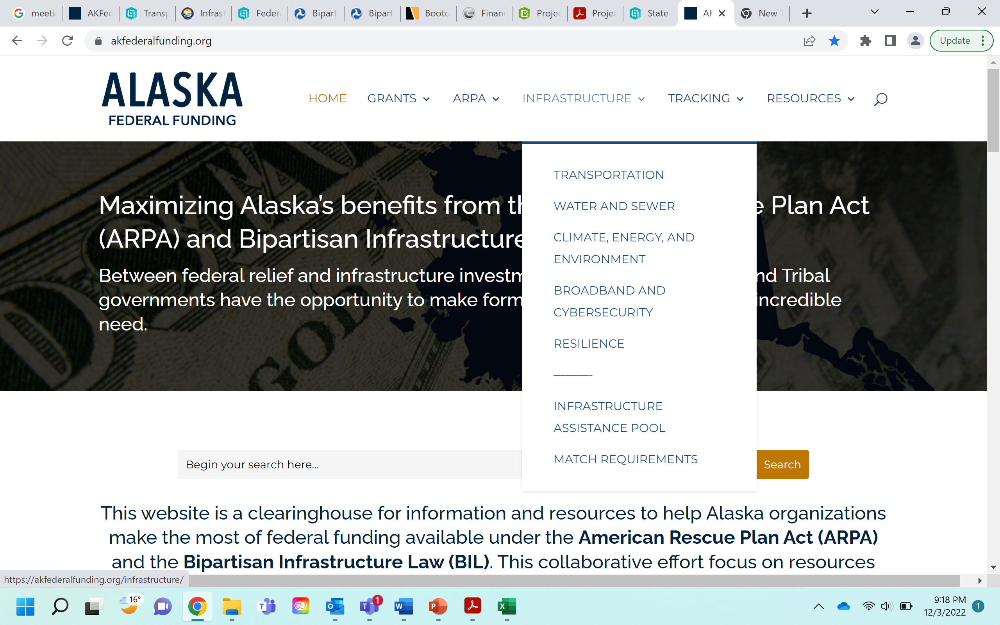 meeti
AKFed
Transp
Infrast
Federa
Bipart
Bipart
Bootca
Financ
Projec
Projec
State
AK
New T
akfederalfunding.org
Update
ALASKA
FEDERAL FUNDING
HOME
GRANTS
ARPA
INFRASTRUCTURE
TRACKING
RESOURCES
TRANSPORTATION
WATER AND SEWER
CLIMATE, ENERGY, AND
ENVIRONMENT
BROADBAND AND
CYBERSECURITY
RESILIENCE
———-
INFRASTRUCTURE
ASSISTANCE POOL
MATCH REQUIREMENTS
Maximizing Alaska's benefits from th e Plan Act
(ARPA) and Bipartisan Infrastructure
Between federal relief and infrastructure investm nd Tribal
governments have the opportunity to make form incredible
need.
Begin your search here...
Search
This website is a clearinghouse for information and resources to help Alaska organizations
make the most of federal funding available under the American Rescue Plan Act (ARPA)
and the Bipartisan Infrastructure Law (BIL). This collaborative effort focus on resources
https://akfederalfunding.org/infrastructure/
16°
1
9:18 PM
12/3/2022
1